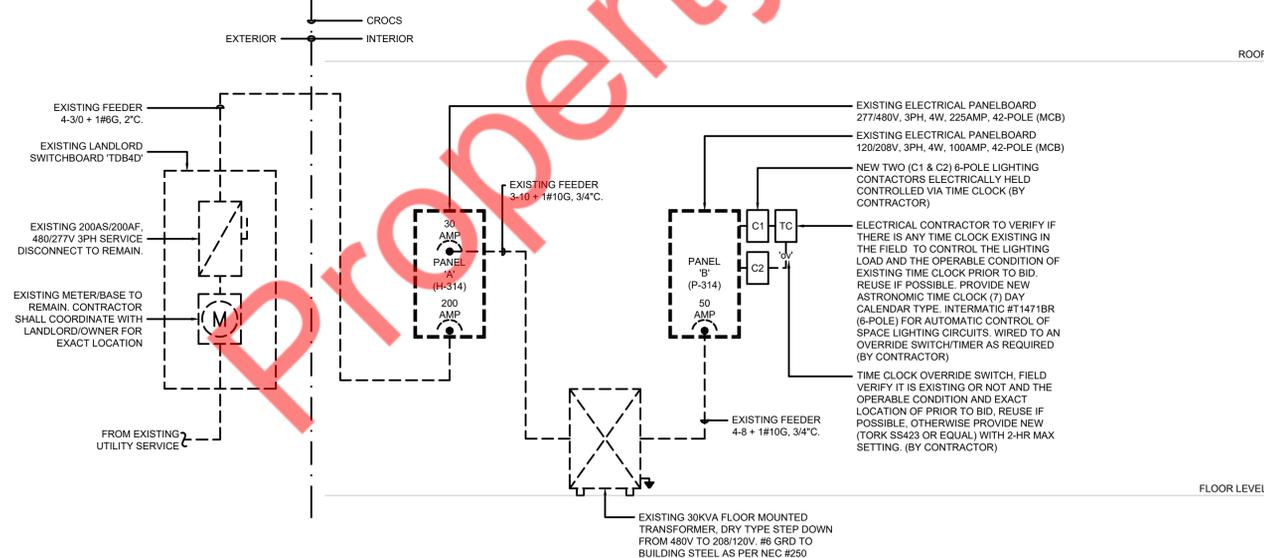 CROCS
EXTERIOR
INTERIOR
ROOF
EXISTING FEEDER
4-3/0 + 1#6G, 2"C.
EXISTING LANDLORD
SWITCHBOARD 'TDB4D'
EXISTING 200AS/200AF,
480/277V 3PH SERVICE
DISCONNECT TO REMAIN.
EXISTING METER/BASE TO
REMAIN. CONTRACTOR
SHALL COORDINATE WITH
LANDLORD/OWNER FOR
EXACT LOCATION
M
FROM EXISTING
UTILITY SERVICE
EXISTING FEEDER
3-10 + 1#10G, 3/4"C.
30
AMP
PANEL
'A'
(H-314)
200
AMP
PANEL
'B'
(P-314)
50
AMP
C1
TC
C2
'ov'
EXISTING ELECTRICAL PANELBOARD
277/480V, 3PH, 4W, 225AMP, 42-POLE (MCB)
EXISTING ELECTRICAL PANELBOARD
120/208V, 3PH, 4W, 100AMP, 42-POLE (MCB)
NEW TWO (C1 & C2) 6-POLE LIGHTING
CONTACTORS ELECTRICALLY HELD
CONTROLLED VIA TIME CLOCK (BY
CONTRACTOR)
ELECTRICAL CONTRACTOR TO VERIFY IF
THERE IS ANY TIME CLOCK EXISTING IN
THE FIELD TO CONTROL THE LIGHTING
LOAD AND THE OPERABLE CONDITION OF
EXISTING TIME CLOCK PRIOR TO BID.
REUSE IF POSSIBLE. PROVIDE NEW
ASTRONOMIC TIME CLOCK (7) DAY
CALENDAR TYPE. INTERMATIC #T1471BR
(6-POLE) FOR AUTOMATIC CONTROL OF
SPACE LIGHTING CIRCUITS. WIRED TO AN
OVERRIDE SWITCH/TIMER AS REQUIRED
(BY CONTRACTOR)
TIME CLOCK OVERRIDE SWITCH, FIELD
VERIFY IT IS EXISTING OR NOT AND THE
OPERABLE CONDITION AND EXACT
LOCATION OF PRIOR TO BID, REUSE IF
POSSIBLE, OTHERWISE PROVIDE NEW
(TORK SS423 OR EQUAL) WITH 2-HR MAX
SETTING. (BY CONTRACTOR)
EXISTING FEEDER
4-8 + 1#10G, 3/4"C.
FLOOR LEVEL
EXISTING 30KVA FLOOR MOUNTED
TRANSFORMER, DRY TYPE STEP DOWN
FROM 480V TO 208/120V. #6 GRD TO
BUILDING STEEL AS PER NEC #250
Property